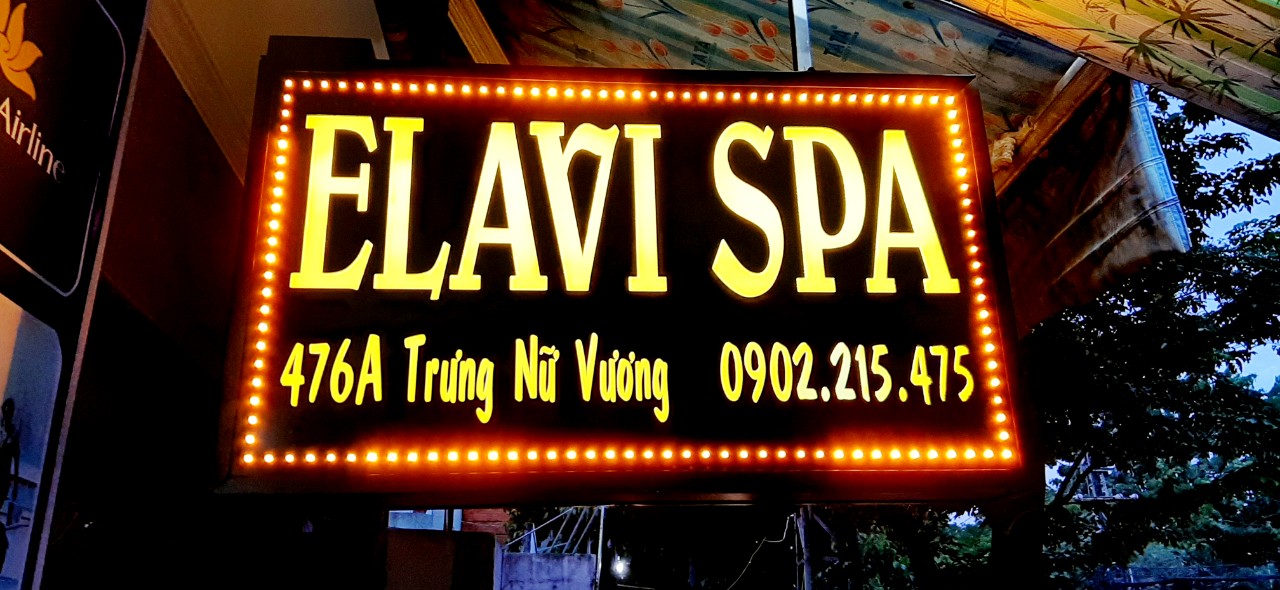 ELAVI SPA
476A Trưng Nữ Vương 0902.215.475
Airline